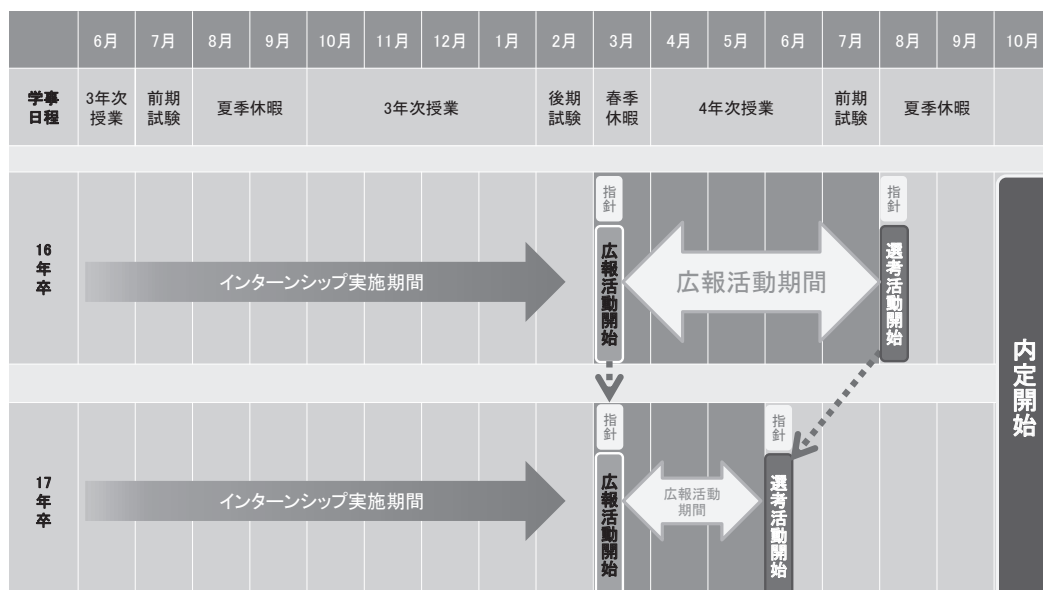 6月 7月 8月 9月 10月 11月 12月 1月 2月 3月 4月 5月 6月 7月 8月 9月 10月
学事
日程
3年次
授業
前期
試験
夏季休暇
3年次授業
後期
試験
春季
休暇
4年次授業
前期
試験
夏季休暇
16
年
卒
インターンシップ実施期間
指針
広報活動開始
広報活動期間
指針
選考活動開始
内定開始
17
年
卒
インターンシップ実施期間
指針
広報活動開始
広報活動
期間
指針
選考活動開始